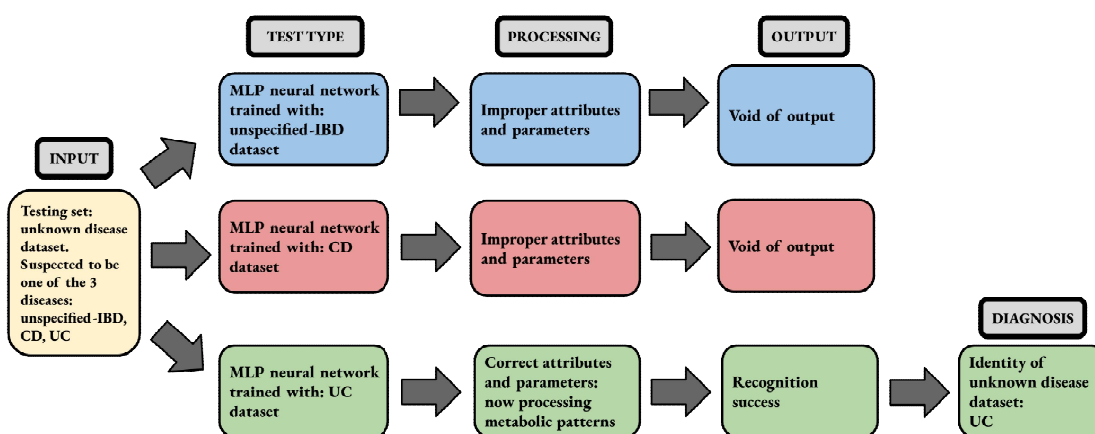 TEST TYPE
PROCESSING
OUTPUT
MLP neural network
trained with:
unspecified-IBD
dataset
Improper attributes
and parameters
Void of output
INPUT
Testing set:
unknown disease
dataset.
Suspected to be
one of the 3
diseases:
unspecified-IBD,
CD, UC
MLP neural network
trained with: CD
dataset
Improper attributes
and parameters
Void of output
DIAGNOSIS
MLP neural network
trained with: UC
dataset
Correct attributes
and parameters:
now processing
metabolic patterns
Recognition
success
Identity of
unknown disease
dataset:
UC